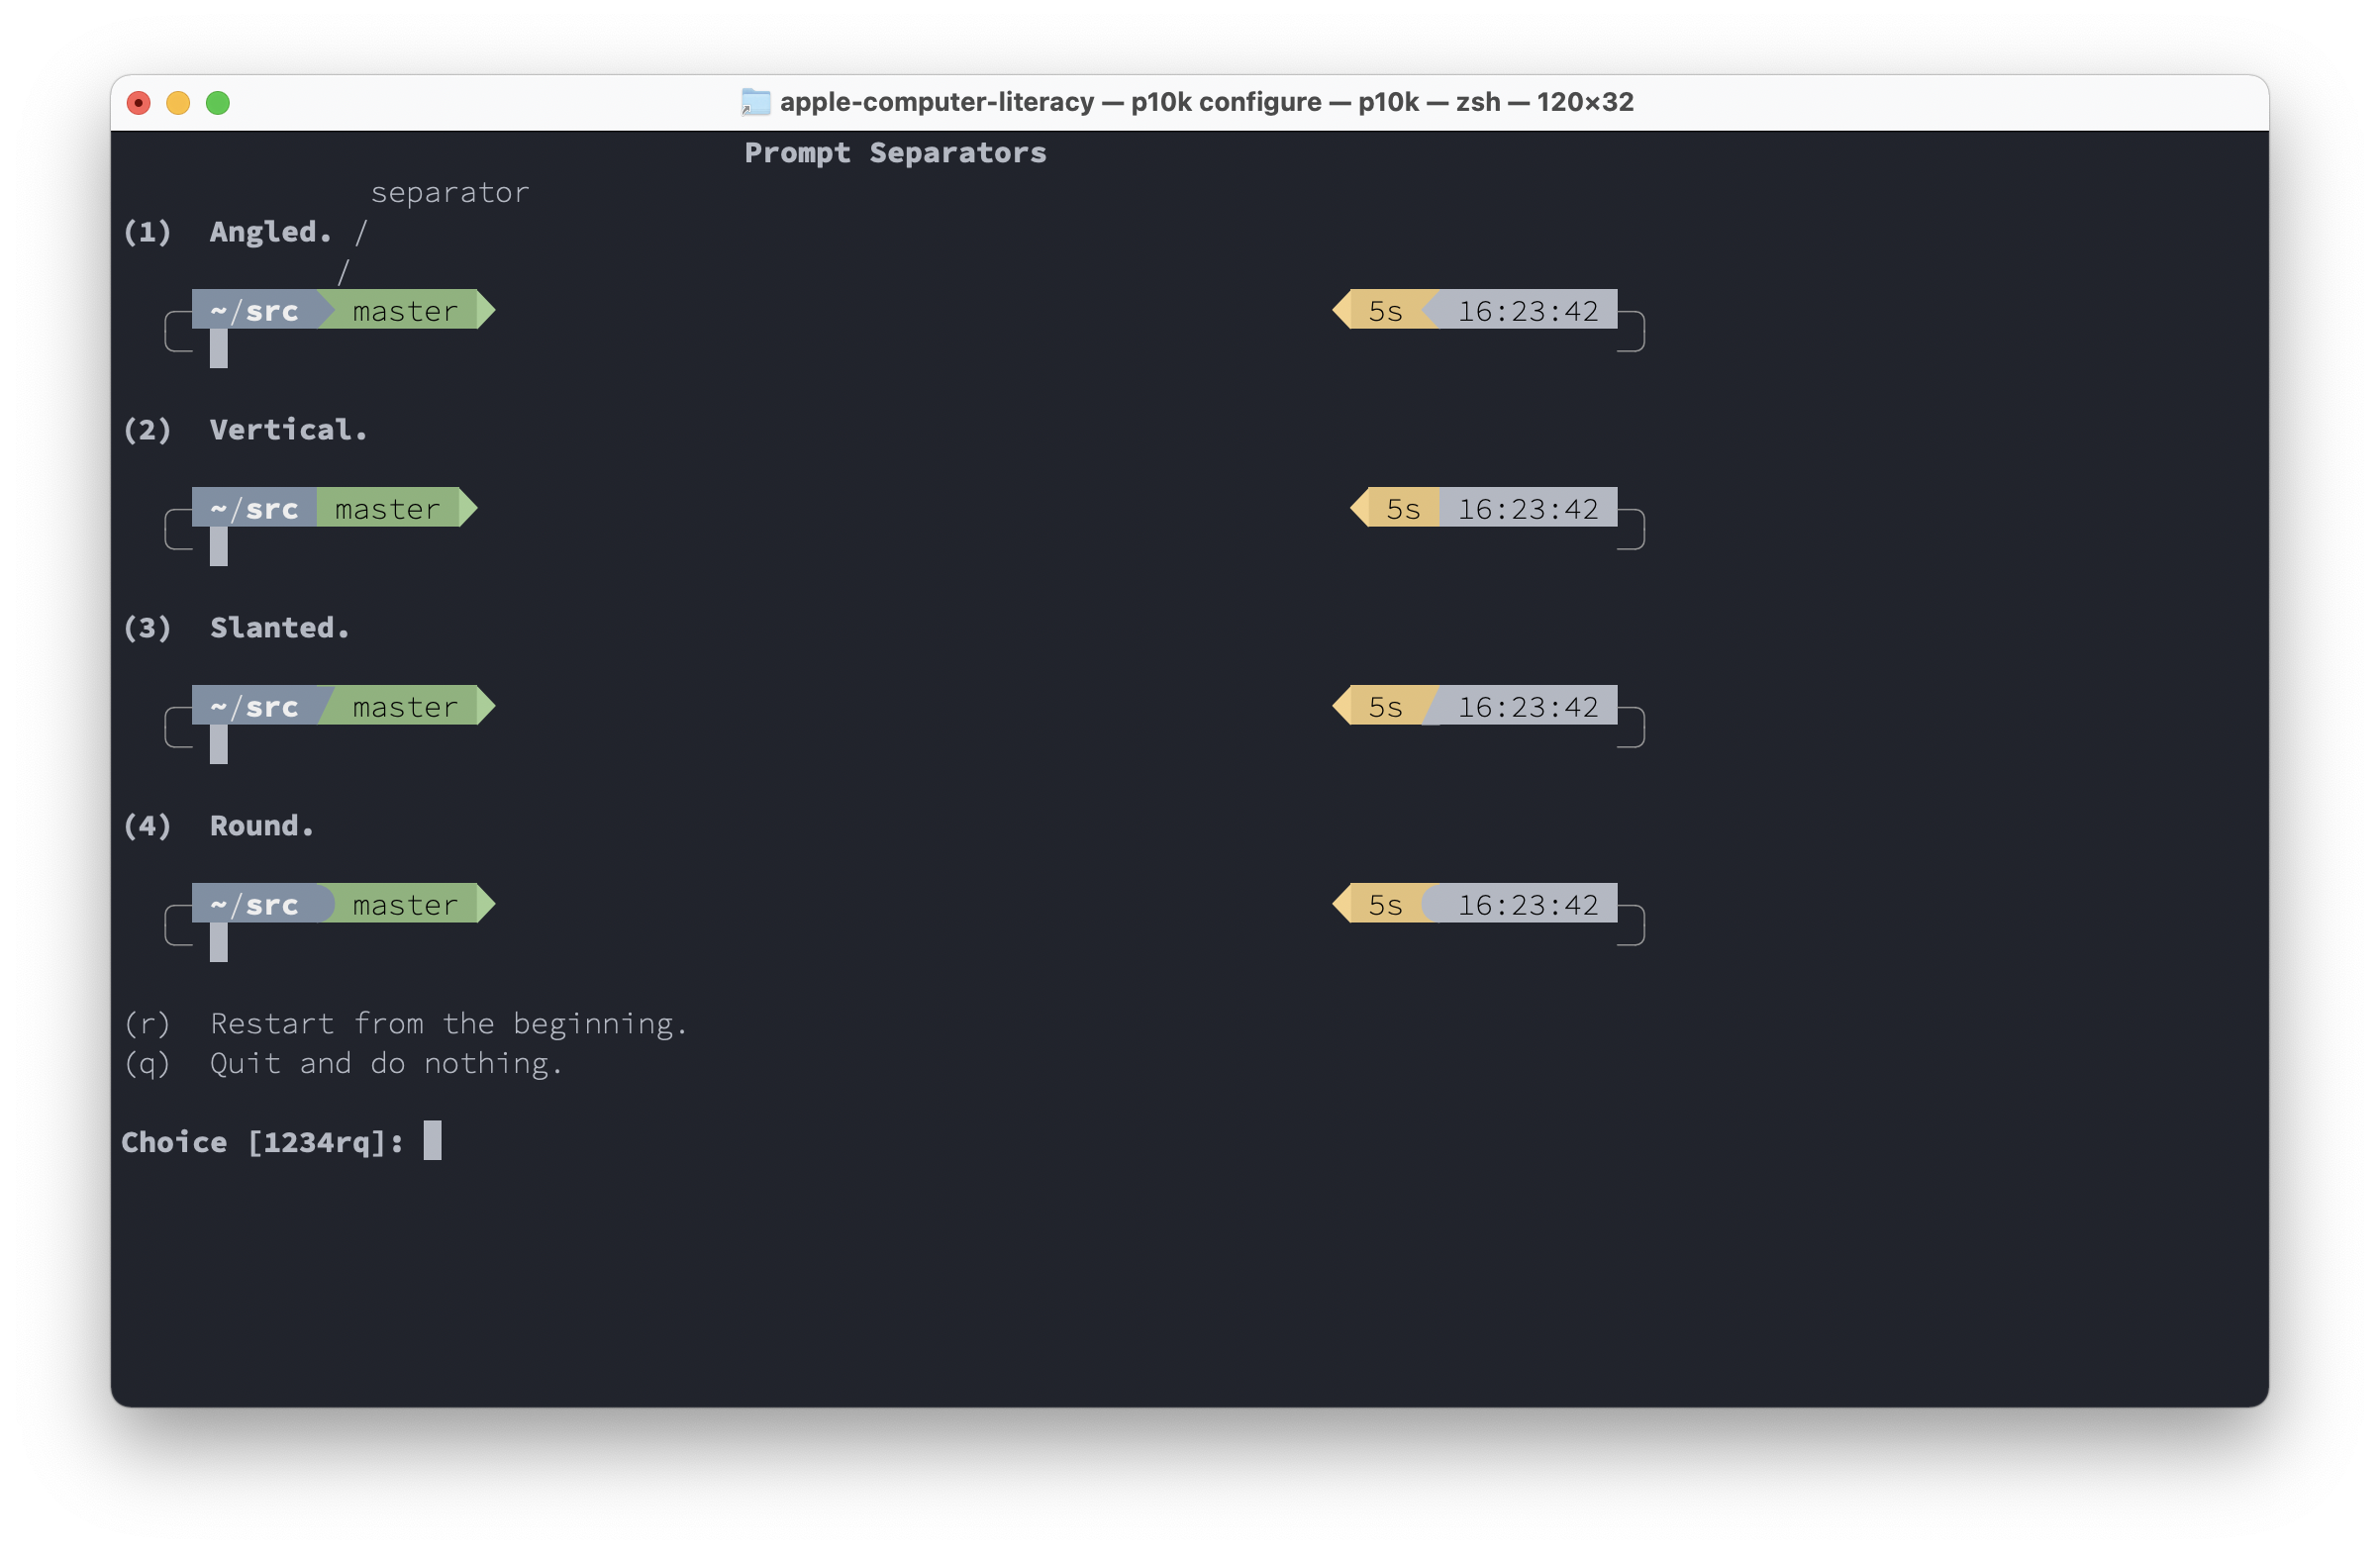 apple-computer-literacy — p10k configure — p10k — zsh — 120×32
Prompt Separators
separator
(1) Angled. /
/
~/src master 5s 16:23:42
(2) Vertical.
~/src master 5s 16:23:42
(3) Slanted.
~/src master 5s 16:23:42
(4) Round.
~/src master 5s 16:23:42
(r) Restart from the beginning.
(q) Quit and do nothing.
Choice [1234rq]: